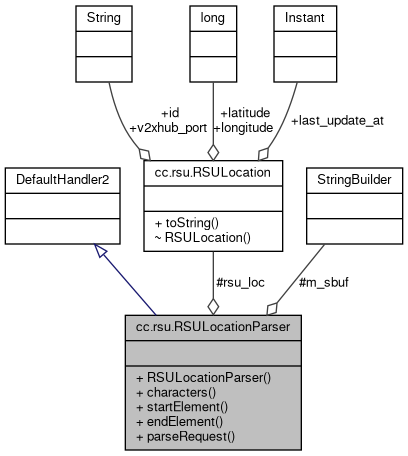 String
long
Instant
+id
+v2xhub_port
+latitude
+longitude
+last_update_at
DefaultHandler2
cc.rsu.RSULocation
+ toString()
~ RSULocation()
StringBuilder
#rsu_loc
#m_sbuf
cc.rsu.RSULocationParser
+ RSULocationParser()
+ characters()
+ startElement()
+ endElement()
+ parseRequest()